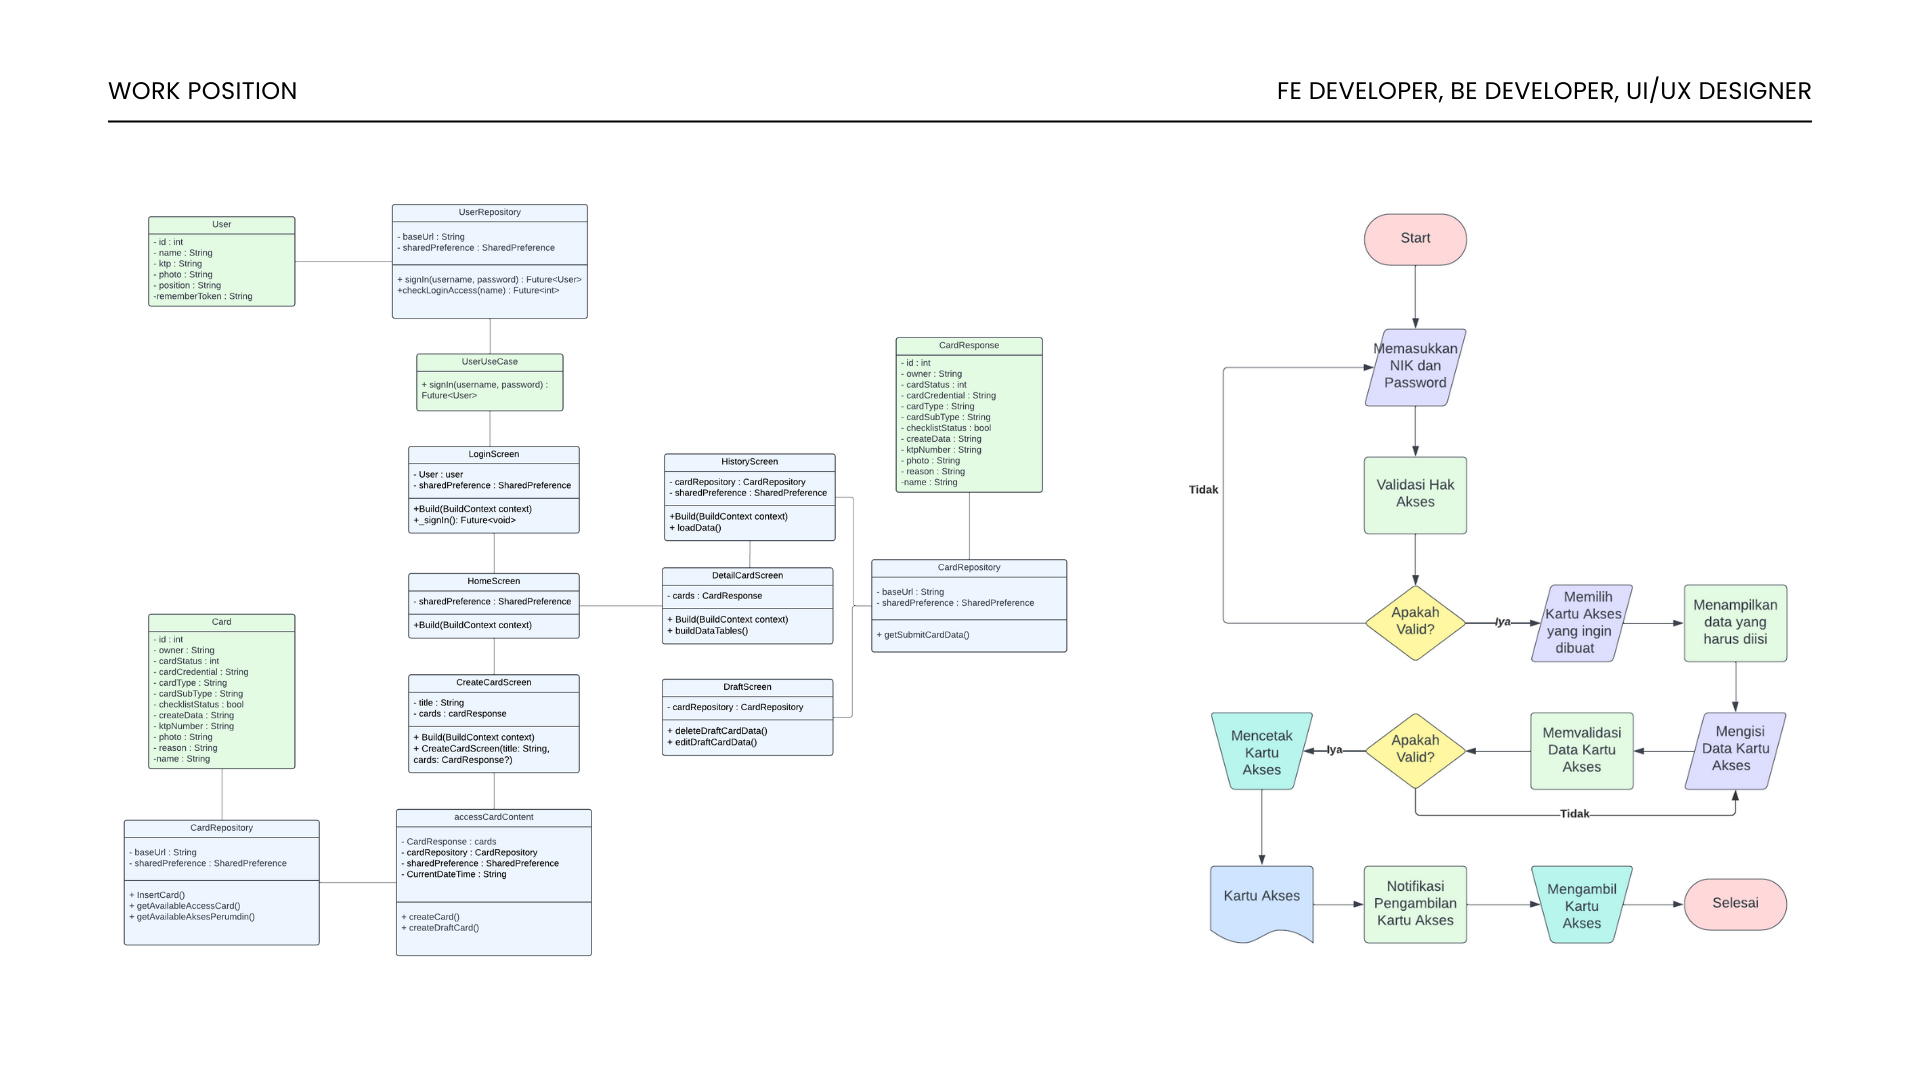 WORK POSITION
FE DEVELOPER, BE DEVELOPER, UI/UX DESIGNER
User
- id : int
- name : String
- ktp : String
- photo : String
- position : String
-rememberToken : String
UserRepository
- baseUrl : String
- sharedPreference : SharedPreference
+ signIn(username, password) : Future<User>
+checkLoginAccess(name) : Future<int>
UserUseCase
+ signIn(username, password) :
Future<User>
LoginScreen
- User : user
- sharedPreference : SharedPreference
+Build(BuildContext context)
+_signIn(): Future<void>
HomeScreen
- sharedPreference : SharedPreference
+Build(BuildContext context)
CreateCardScreen
- title : String
- cards : cardResponse
+ Build(BuildContext context)
+ CreateCardScreen(title: String,
cards: CardResponse?)
accessCardContent
- CardResponse : cards
- cardRepository : CardRepository
- sharedPreference : SharedPreference
- CurrentDateTime : String
+ createCard()
+ createDraftCard()
Card
- id : int
- owner : String
- cardStatus : int
- cardCredential : String
- cardType : String
- cardSubType : String
- checklistStatus : bool
- createData : String
- ktpNumber : String
- photo : String
- reason : String
-name : String
CardRepository
- baseUrl : String
- sharedPreference : SharedPreference
+ InsertCard()
+ getAvailableAccessCard()
+ getAvailableAksesPerumdin()
HistoryScreen
- cardRepository : CardRepository
- sharedPreference : SharedPreference
+Build(BuildContext context)
+ loadData()
DetailCardScreen
- cards : CardResponse
+ Build(BuildContext context)
+ buildDataTables()
DraftScreen
- cardRepository : CardRepository
+ deleteDraftCardData()
+ editDraftCardData()
CardResponse
- id : int
- owner : String
- cardStatus : int
- cardCredential : String
- cardType : String
- cardSubType : String
- checklistStatus : bool
- createData : String
- ktpNumber : String
- photo : String
- reason : String
-name : String
CardRepository
- baseUrl : String
- sharedPreference : SharedPreference
+ getSubmitCardData()
Start
Memasukkan
NIK dan
Password
Validasi Hak
Akses
Tidak
Apakah
Valid?
Iya
Memilih
Kartu Akses
yang ingin
dibuat
Menampilkan
data yang
harus diisi
Mengisi
Data Kartu
Akses
Memvalidasi
Data Kartu
Akses
Apakah
Valid?
Tidak
Iya
Mencetak
Kartu
Akses
Kartu Akses
Notifikasi
Pengambilan
Kartu Akses
Mengambil
Kartu
Akses
Selesai